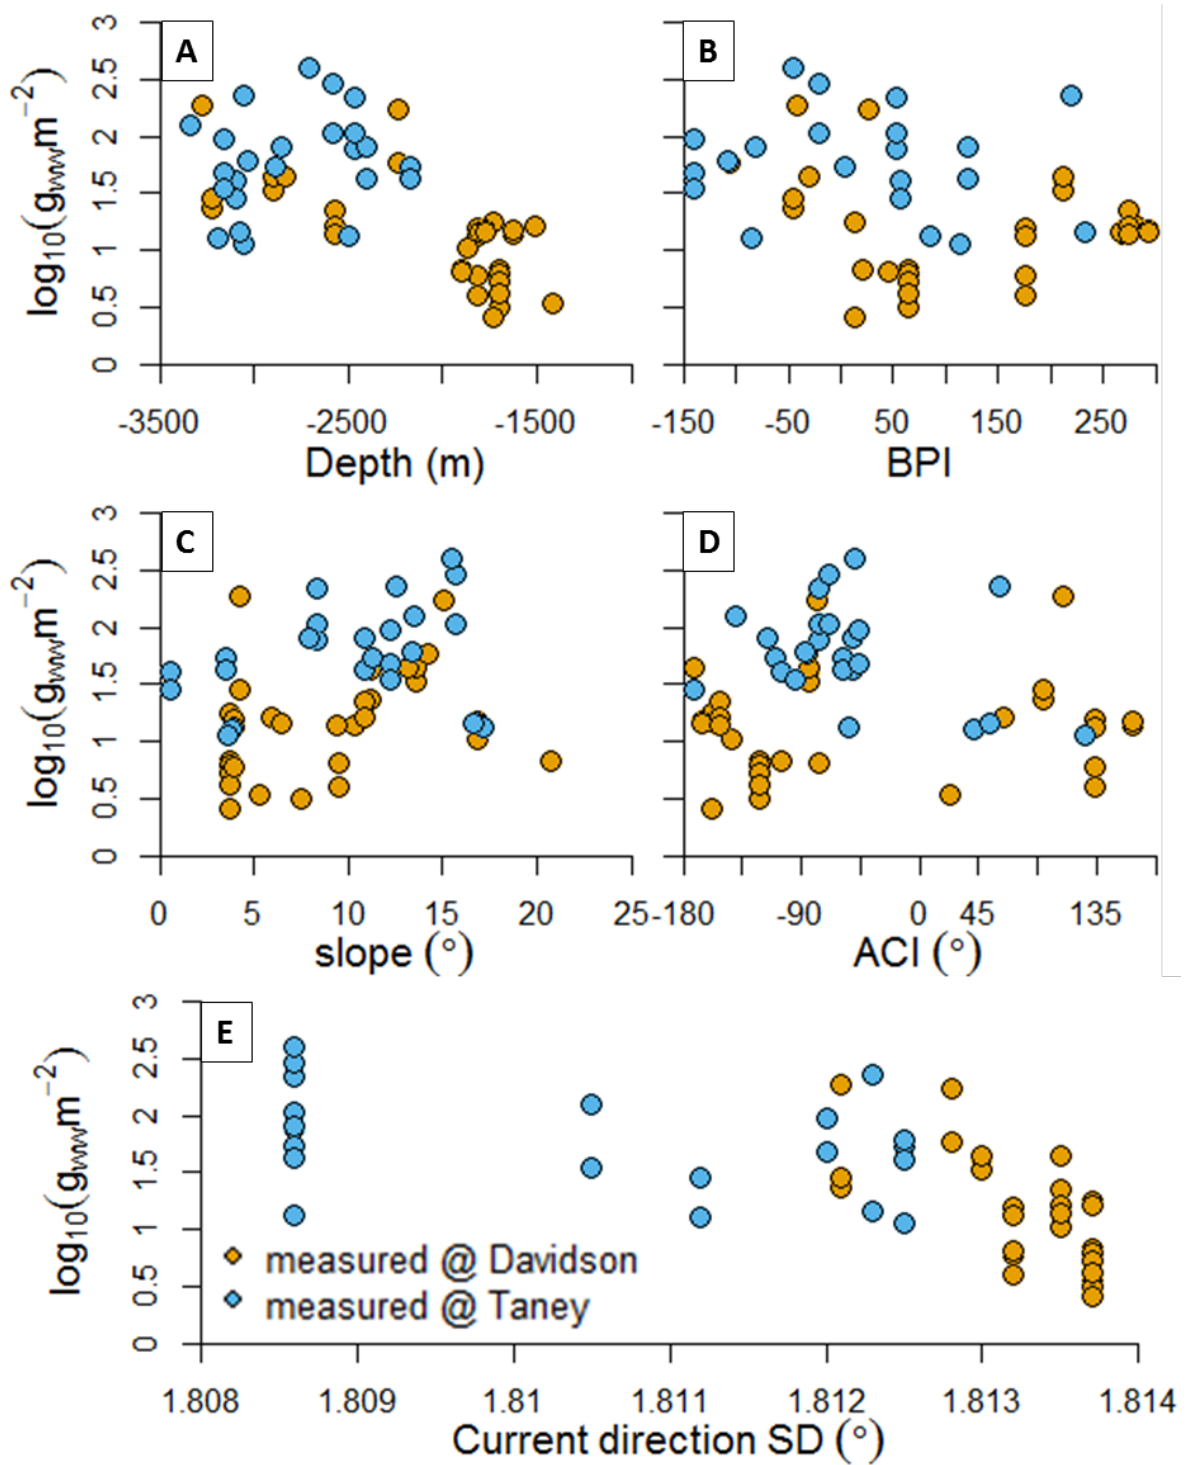 A
B
log10(gwwm−2)
0 0.5 1 1.5 2 2.5 3
-3500 -2500 -1500
-150 -50 50 150 250
Depth (m)
BPI
C
D
log10(gwwm−2)
0 0.5 1 1.5 2 2.5 3
0 5 10 15 20 25
-180 -90 0 45 135
slope (°)
ACI (°)
E
log10(gwwm−2)
0 0.5 1 1.5 2 2.5 3
measured @ Davidson
measured @ Taney
1.808 1.809 1.81 1.811 1.812 1.813 1.814
Current direction SD (°)